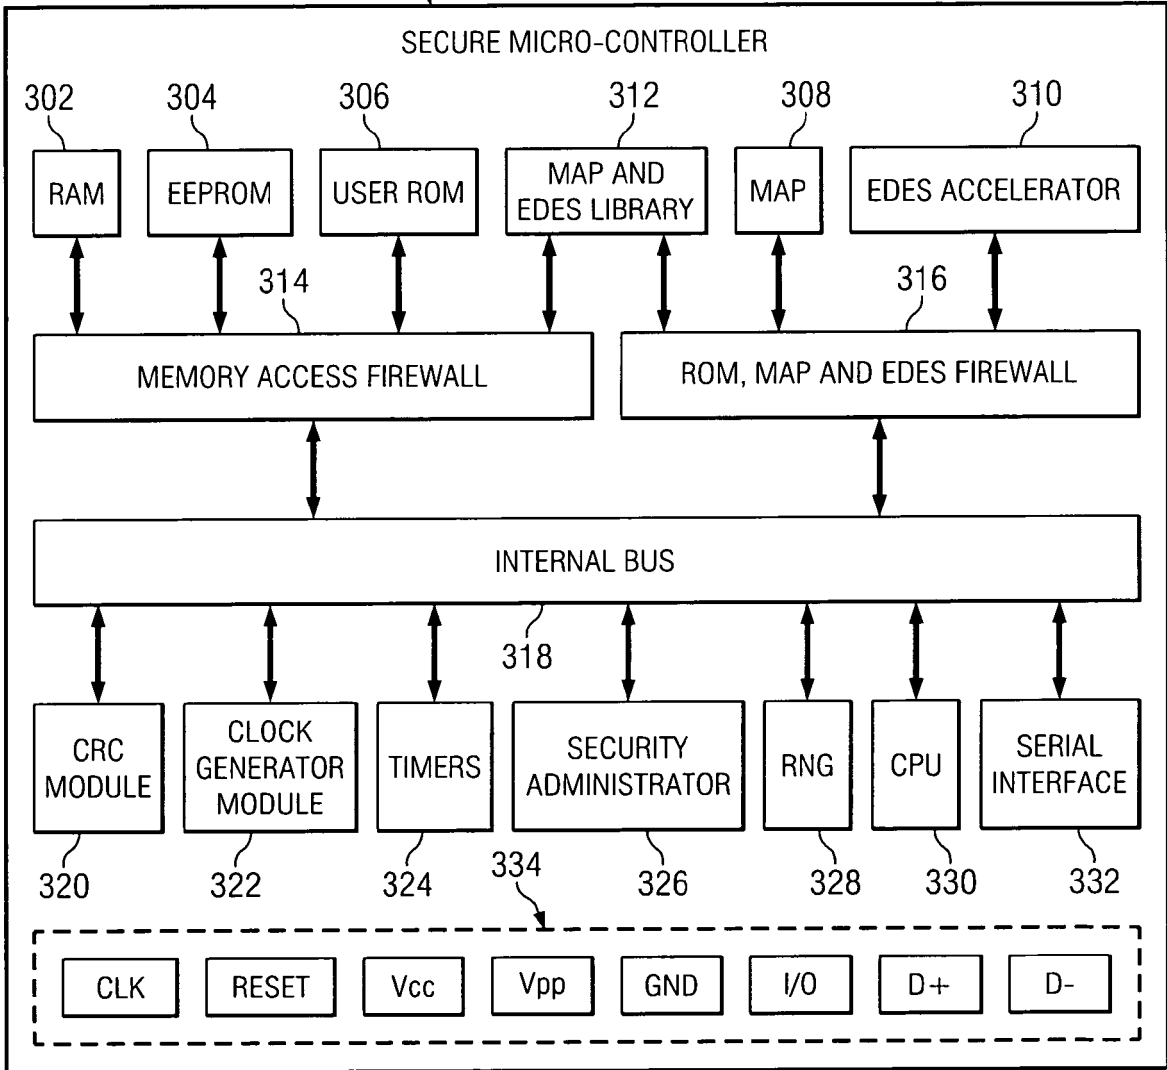 SECURE MICRO-CONTROLLER
302 304 306 312 308 310
RAM
EEPROM
USER ROM
MAP AND
EDES LIBRARY
MAP
EDES ACCELERATOR
314 316
MEMORY ACCESS FIREWALL
ROM, MAP AND EDES FIREWALL
INTERNAL BUS
318
CRC
MODULE
CLOCK
GENERATOR
MODULE
TIMERS
SECURITY
ADMINISTRATOR
RNG
CPU
SERIAL
INTERFACE
320 322 324 334 326 328 330 332
CLK RESET Vcc Vpp GND I/O D+ D-